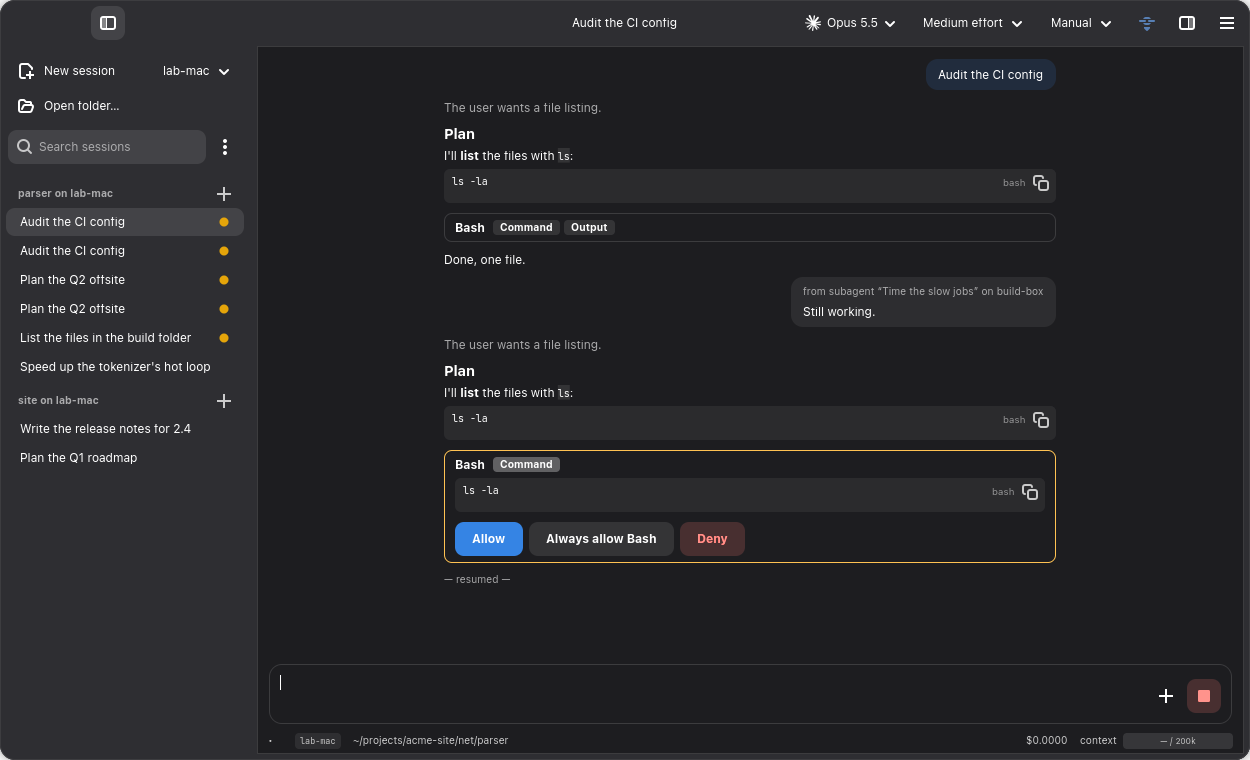 Audit the CI config
Opus 5.5
Medium effort
Manual
New session
lab-mac
Open folder...
Search sessions
parser on lab-mac
Audit the CI config
Audit the CI config
Plan the Q2 offsite
Plan the Q2 offsite
List the files in the build folder
Speed up the tokenizer's hot loop
site on lab-mac
Write the release notes for 2.4
Plan the Q1 roadmap
Audit the CI config
The user wants a file listing.
Plan
I'll list the files with ls:
ls -la
bash
Bash Command Output
Done, one file.
from subagent “Time the slow jobs” on build-box
Still working.
The user wants a file listing.
Plan
I'll list the files with ls:
ls -la
bash
Bash Command
ls -la
bash
Allow
Always allow Bash
Deny
— resumed —
lab-mac
~/projects/acme-site/net/parser
$0.0000
context
— / 200k